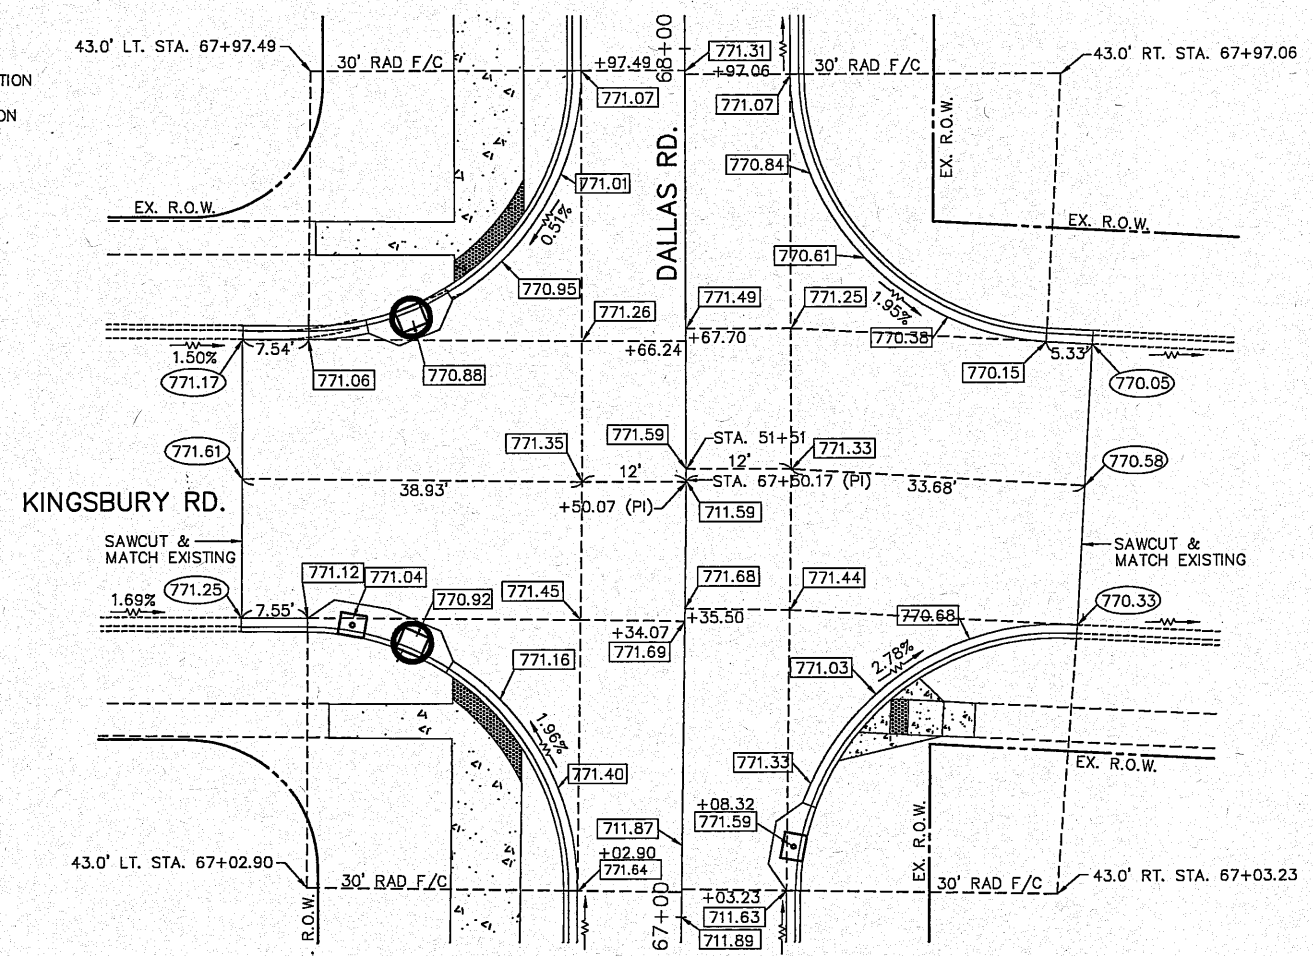 43.0' LT. STA. 67+97.49
TION
ON
30' RAD F/C
+97.49
68+00
771.31
+97.06
30' RAD F/C
43.0' RT. STA. 67+97.06
771.07
771.07
EX. R.O.W.
DALLAS RD.
770.84
771.01
EX. R.O.W.
EX. R.O.W.
0.51%
770.61
770.95
771.26
771.49
771.25
1.95%
770.38
+66.24
+67.70
7.54'
1.50%
771.17
771.06
770.88
770.15
5.33'
770.05
771.61
771.35
771.59
STA. 51+51
771.33
770.58
12'
12'
38.93'
STA. 67+50.17 (PI)
33.68'
KINGSBURY RD.
+50.07 (PI)
711.59
SAWCUT &
MATCH EXISTING
SAWCUT &
MATCH EXISTING
771.25
1.69%
7.55'
771.12
771.04
770.92
771.45
771.68
771.44
770.68
770.33
+35.50
+34.07
771.69
771.16
771.03
2.78%
1.96%
771.40
771.33
EX. R.O.W.
+08.32
771.59
711.87
+02.90
771.64
EX. R.O.W.
43.0' LT. STA. 67+02.90
30' RAD F/C
30' RAD F/C
43.0' RT. STA. 67+03.23
R.O.W.
67+00
+03.23
711.63
711.89